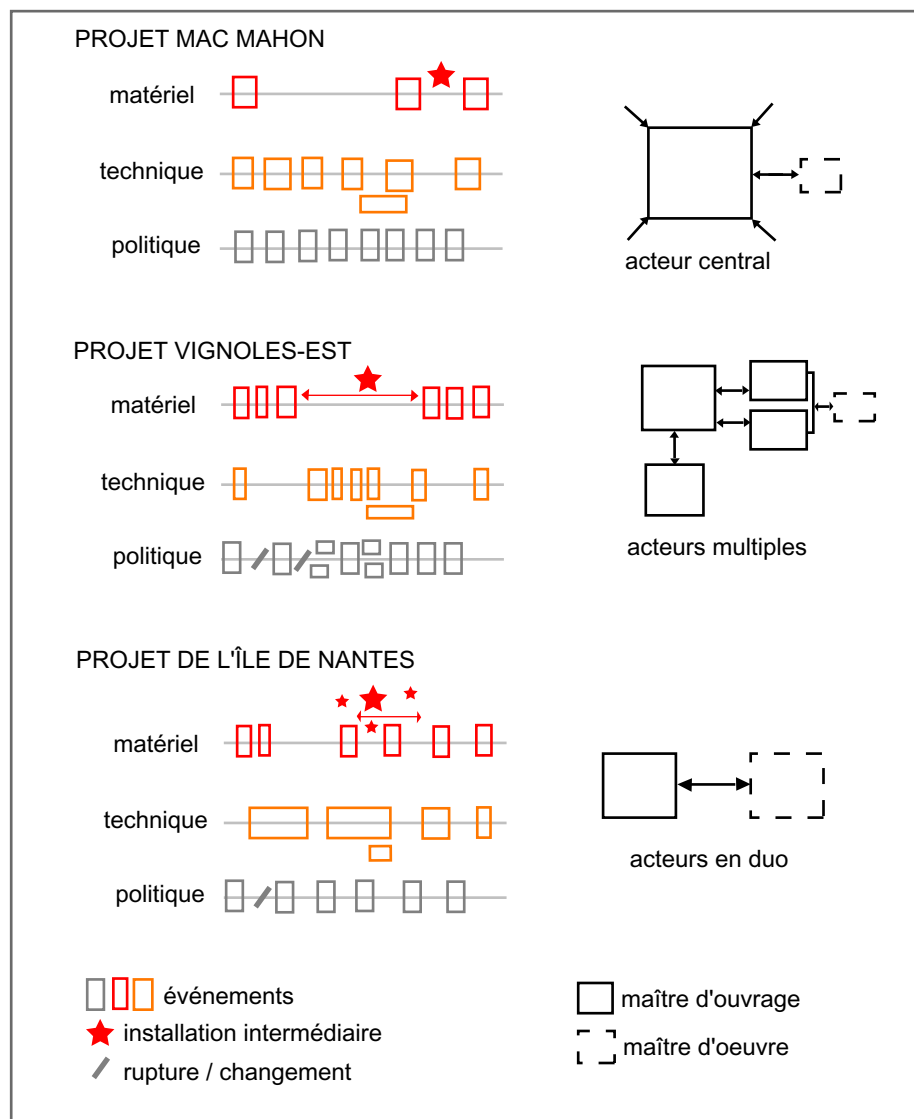 PROJET MAC MAHON
matériel
technique
politique
acteur central
PROJET VIGNOLES-EST
matériel
technique
politique
acteurs multiples
PROJET DE L'ÎLE DE NANTES
matériel
technique
politique
acteurs en duo
événements
installation intermédiaire
rupture / changement
maître d'ouvrage
maître d'oeuvre